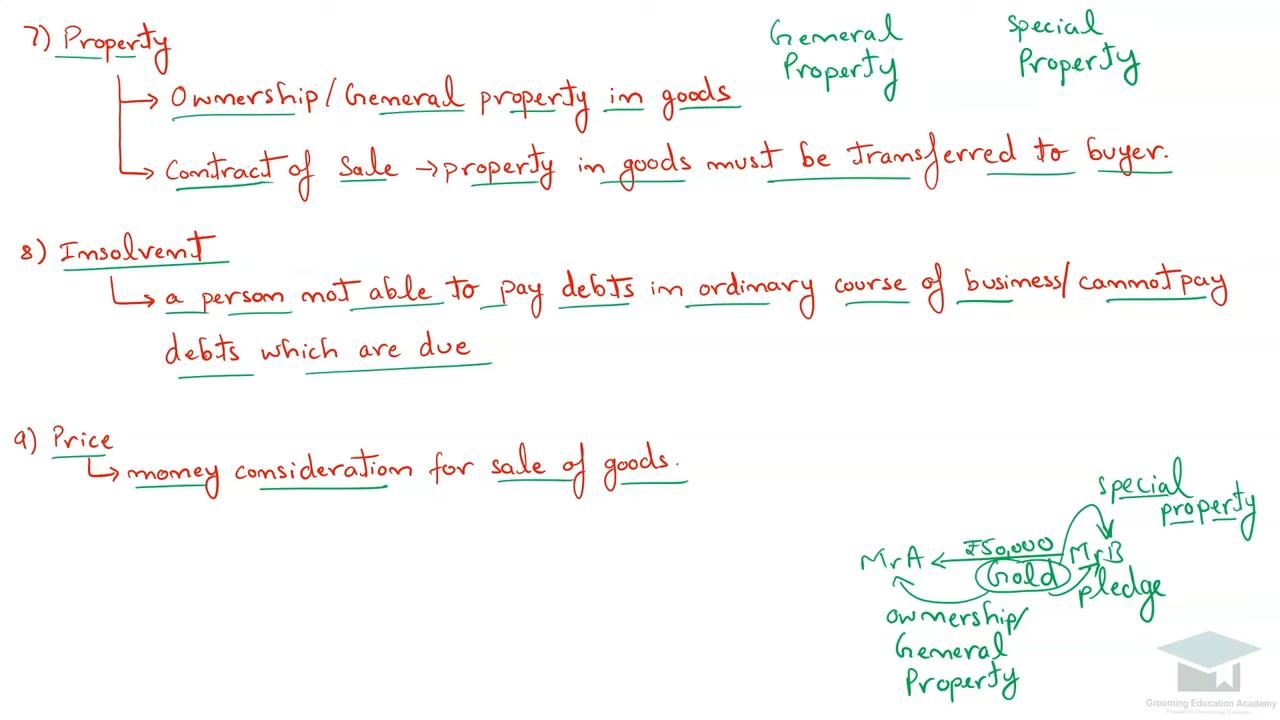 7) Property
General Property
Special Property
→ Ownership/General property in goods
→ Contract of Sale → property in goods must be transferred to buyer.
8) Insolvent
→ a person not able to pay debts in ordinary course of business/cannot pay
debts which are due
9) Price
→ money consideration for sale of goods.
special
property
Mr A ← ₹50,000 Mr B
Gold
pledge
ownership/
General
Property
Grooming Education Academy